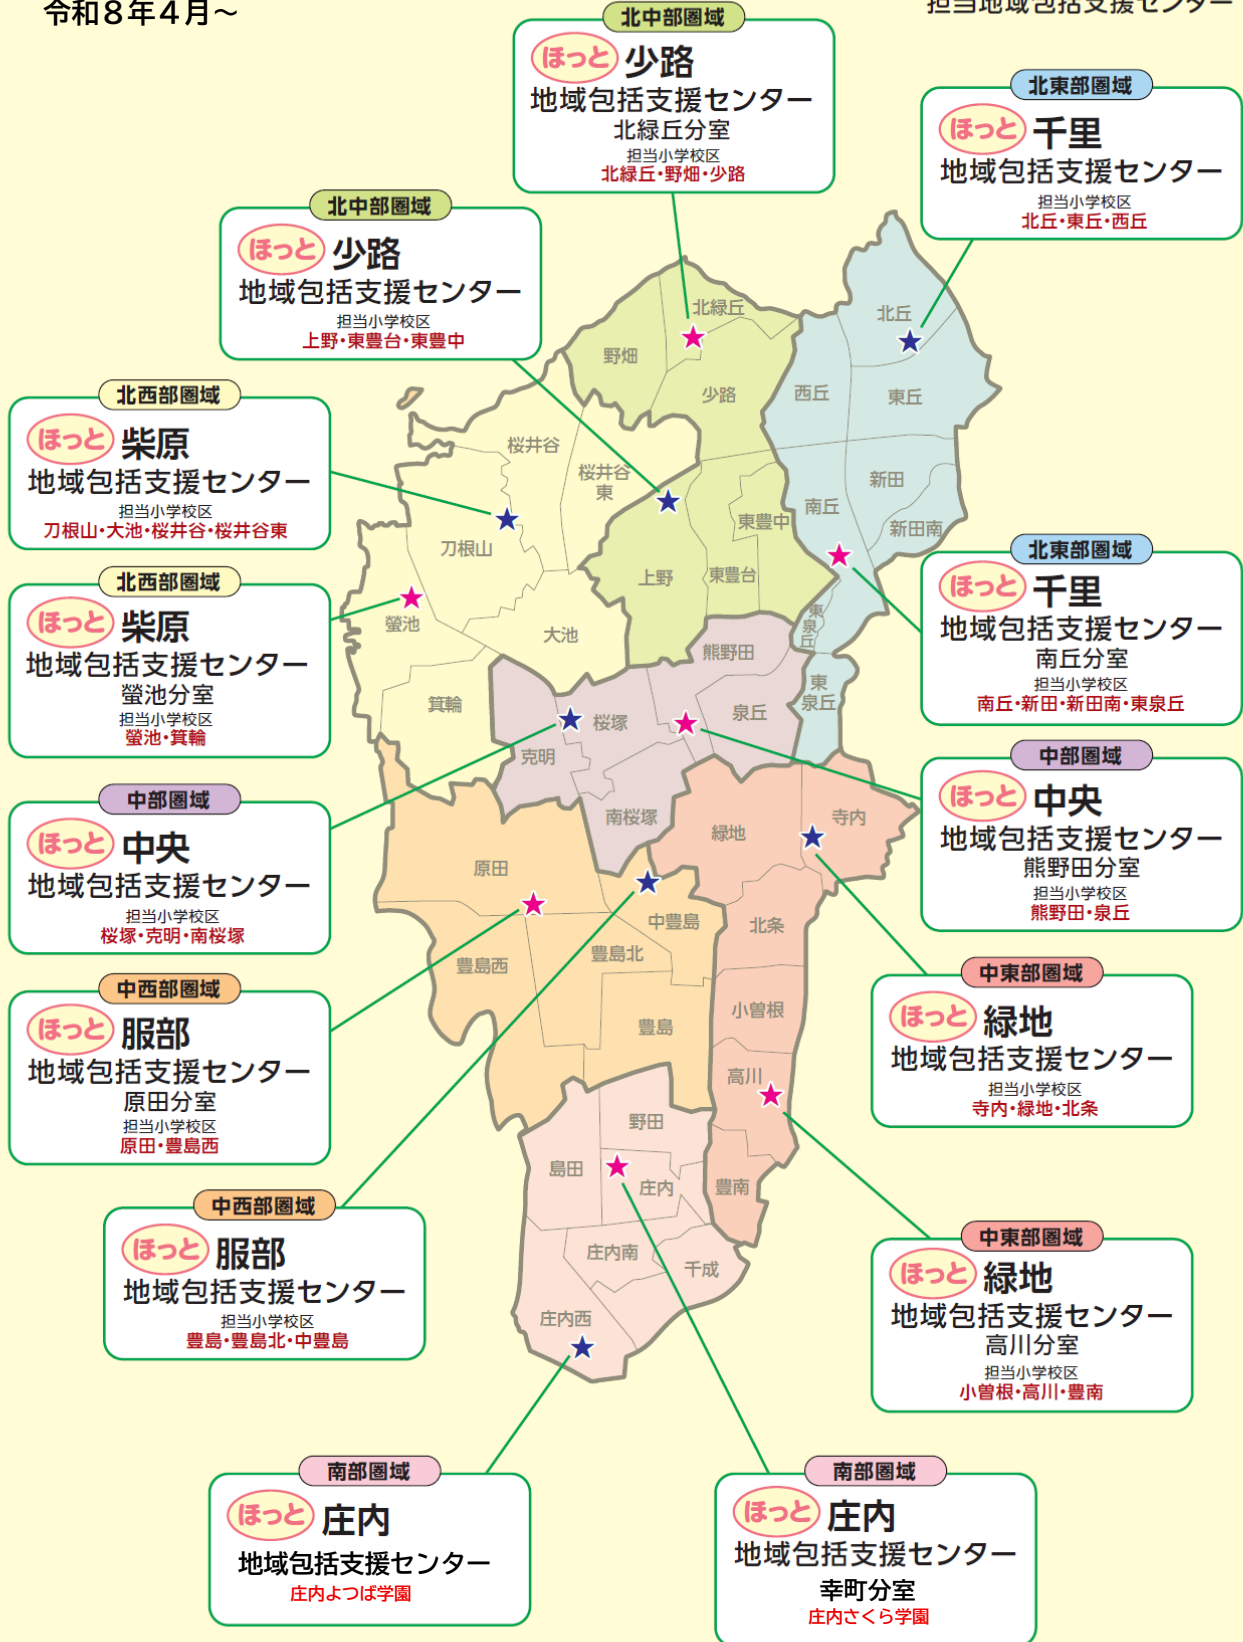 令和８年４月～
担当地域包括支援センター
北中部圏域
ほっと 少路
地域包括支援センター
北緑丘分室
担当小学校区
北緑丘・野畑・少路
北東部圏域
ほっと 千里
地域包括支援センター
担当小学校区
北丘・東丘・西丘
北中部圏域
ほっと 少路
地域包括支援センター
担当小学校区
上野・東豊台・東豊中
北西部圏域
ほっと 柴原
地域包括支援センター
担当小学校区
刀根山・大池・桜井谷・桜井谷東
北西部圏域
ほっと 柴原
地域包括支援センター
螢池分室
担当小学校区
螢池・箕輪
北東部圏域
ほっと 千里
地域包括支援センター
南丘分室
担当小学校区
南丘・新田・新田南・東泉丘
中部圏域
ほっと 中央
地域包括支援センター
担当小学校区
桜塚・克明・南桜塚
中部圏域
ほっと 中央
地域包括支援センター
熊野田分室
担当小学校区
熊野田・泉丘
中西部圏域
ほっと 服部
地域包括支援センター
原田分室
担当小学校区
原田・豊島西
中東部圏域
ほっと 緑地
地域包括支援センター
担当小学校区
寺内・緑地・北条
中西部圏域
ほっと 服部
地域包括支援センター
担当小学校区
豊島・豊島北・中豊島
中東部圏域
ほっと 緑地
地域包括支援センター
高川分室
担当小学校区
小曽根・高川・豊南
南部圏域
ほっと 庄内
地域包括支援センター
庄内よつば学園
南部圏域
ほっと 庄内
地域包括支援センター
幸町分室
庄内さくら学園
北緑丘
野畑
少路
北丘
西丘
東丘
桜井谷
桜井谷
東
新田
南丘
新田南
東豊中
刀根山
上野
東豊台
螢池
大池
東
泉
丘
熊野田
東
泉丘
箕輪
桜塚
泉丘
克明
南桜塚
緑地
寺内
原田
中豊島
北条
豊島北
豊島西
小曽根
豊島
高川
野田
島田
庄内
豊南
庄内南
千成
庄内西